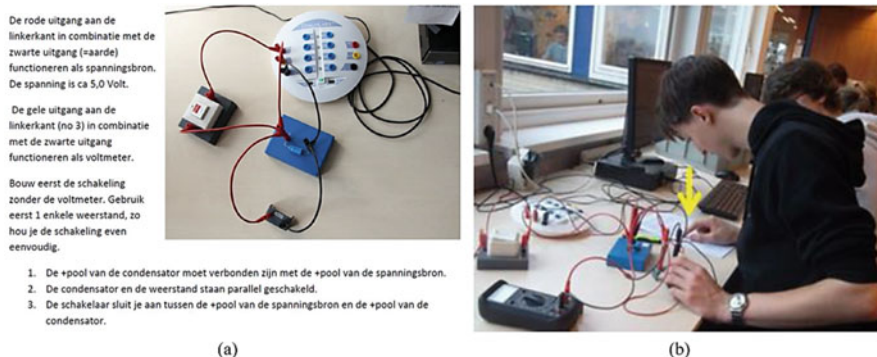 De rode uitgang aan de
linkerkant in combinatie met de
zwarte uitgang (=aarde)
functioneren als spanningsbron.
De spanning is ca 5,0 Volt.
De gele uitgang aan de
linkerkant (no 3) in combinatie
met de zwarte uitgang
functioneren als voltmeter.
Bouw eerst de schakeling
zonder de voltmeter. Gebruik
eerst 1 enkele weerstand, zo
hou je de schakeling even
eenvoudig.
1. De +pool van de condensator moet verbonden zijn met de +pool van de spanningsbron.
2. De condensator en de weerstand staan parallel geschakeld.
3. De schakelaar sluit je aan tussen de +pool van de spanningsbron en de +pool van de
condensator.
(a)
(b)